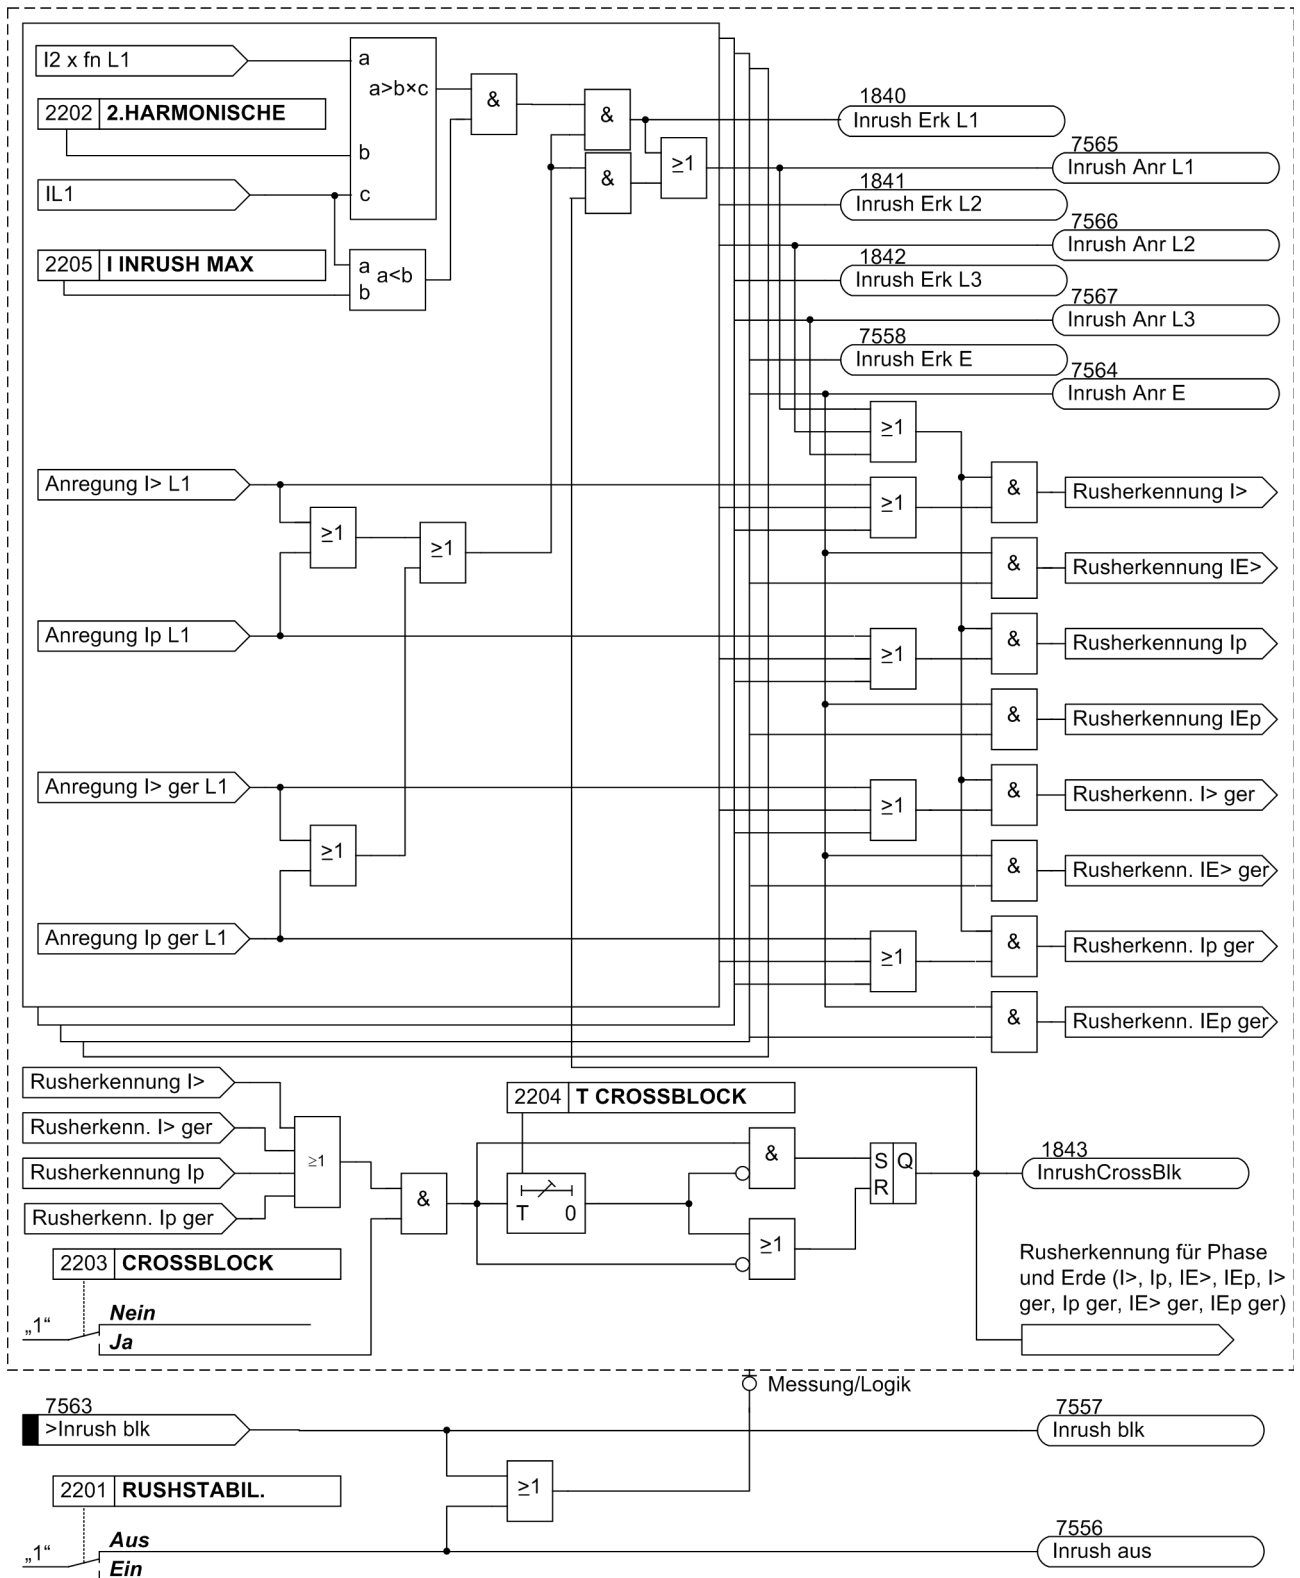 I2 x fn L1
a
a>b×c
2202 2.HARMONISCHE
b
IL1
c
2205 I INRUSH MAX
a
a<b
b
&
&
&
≥1
1840
Inrush Erk L1
7565
Inrush Anr L1
1841
Inrush Erk L2
7566
Inrush Anr L2
1842
Inrush Erk L3
7567
Inrush Anr L3
7558
Inrush Erk E
7564
Inrush Anr E
≥1
Anregung I> L1
≥1
≥1
≥1
&
Rusherkennung I>
&
Rusherkennung IE>
Anregung Ip L1
≥1
&
Rusherkennung Ip
&
Rusherkennung IEp
Anregung I> ger L1
≥1
≥1
&
Rusherkenn. I> ger
&
Rusherkenn. IE> ger
Anregung Ip ger L1
≥1
&
Rusherkenn. Ip ger
&
Rusherkenn. IEp ger
Rusherkennung I>
Rusherkenn. I> ger
Rusherkennung Ip
Rusherkenn. Ip ger
≥1
&
2204 T CROSSBLOCK
T 0
&
≥1
S Q
R
1843
InrushCrossBlk
2203 CROSSBLOCK
„1“
Nein
Ja
Rusherkennung für Phase
und Erde (I>, Ip, IE>, IEp, I>
ger, Ip ger, IE> ger, IEp ger)
Messung/Logik
7563
>Inrush blk
7557
Inrush blk
2201 RUSHSTABIL.
≥1
„1“
Aus
Ein
7556
Inrush aus